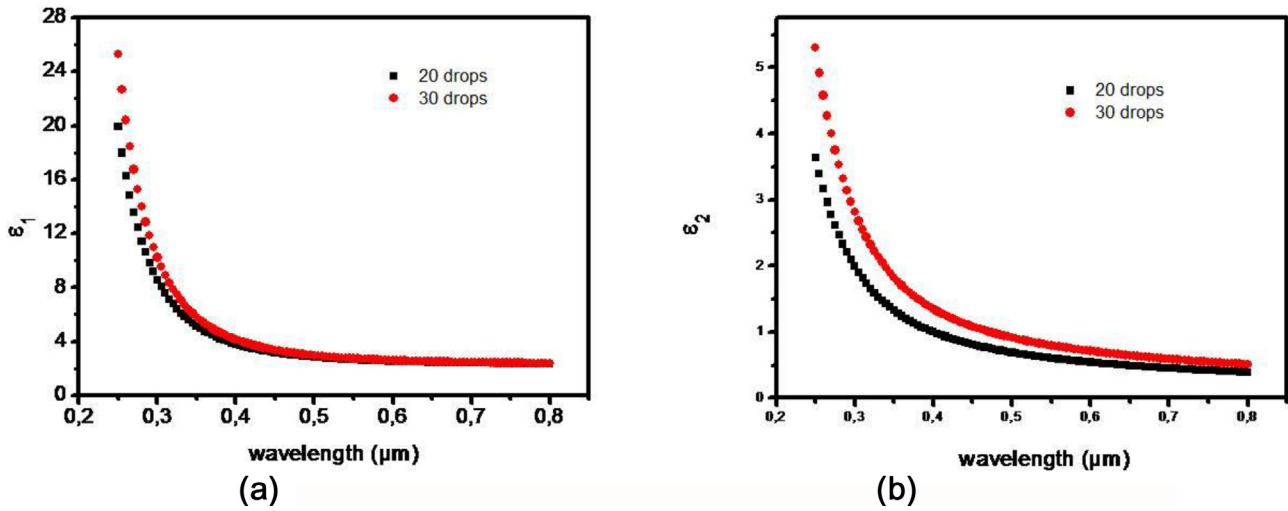 28
24
20
16
12
8
4
0
ε1
20 drops
30 drops
0,2 0,3 0,4 0,5 0,6 0,7 0,8
wavelength (µm)
(a)
5
4
3
2
1
0
ε2
20 drops
30 drops
0,2 0,3 0,4 0,5 0,6 0,7 0,8
wavelength (µm)
(b)